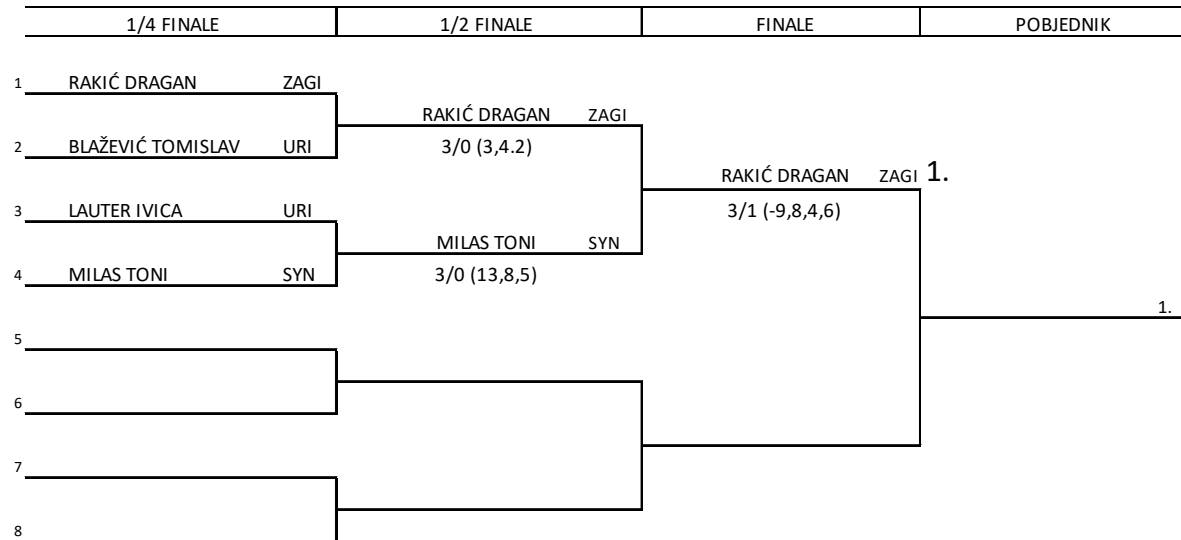 1/4 FINALE 1/2 FINALE FINALE POBJEDNIK
1 RAKIĆ DRAGAN ZAGI
RAKIĆ DRAGAN ZAGI
2 BLAŽEVIĆ TOMISLAV URI 3/0 (3,4.2)
RAKIĆ DRAGAN ZAGI 1.
3 LAUTER IVICA URI 3/1 (-9,8,4,6)
MILAS TONI SYN
4 MILAS TONI SYN 3/0 (13,8,5)
1.
5
6
7
8